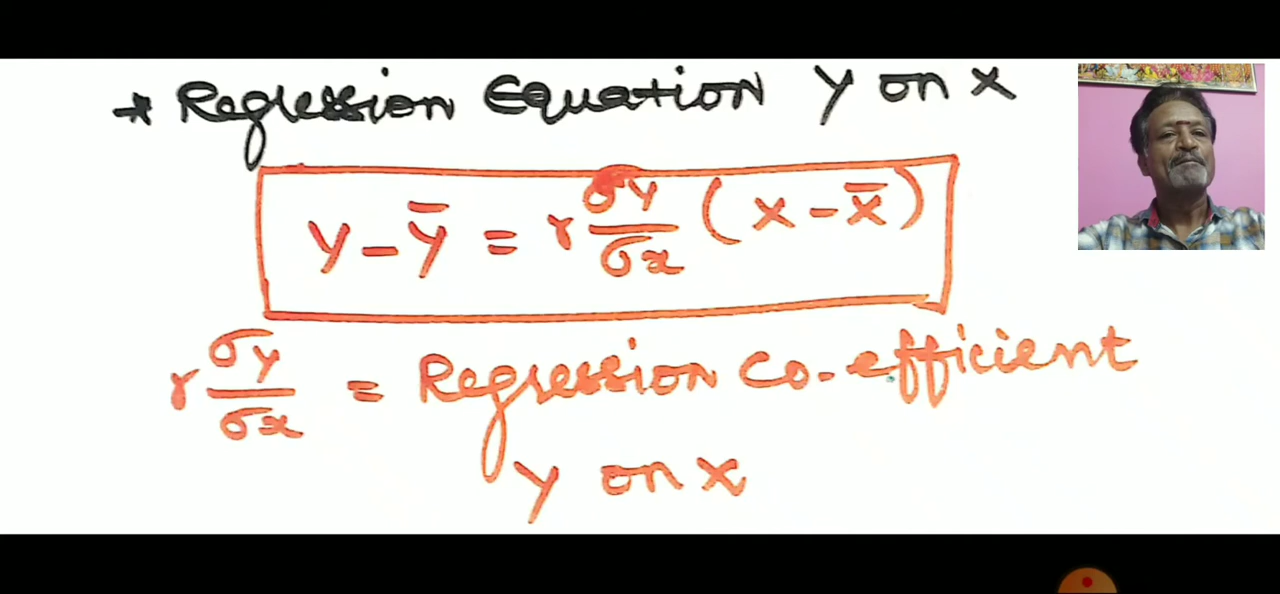 * Regression Equation Y on X
Y - Ȳ = r σy/σx (X - X̄)
r σy/σx = Regression Co-efficient
Y on X